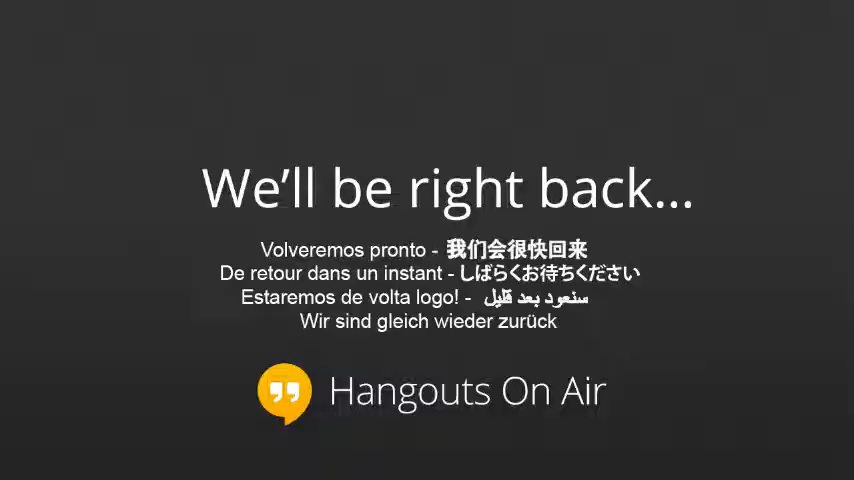 We'll be right back...
Volveremos pronto - 我们会很快回来
De retour dans un instant - しばらくお待ちください
Estaremos de volta logo! - سنعود بعد قليل
Wir sind gleich wieder zurück
Hangouts On Air